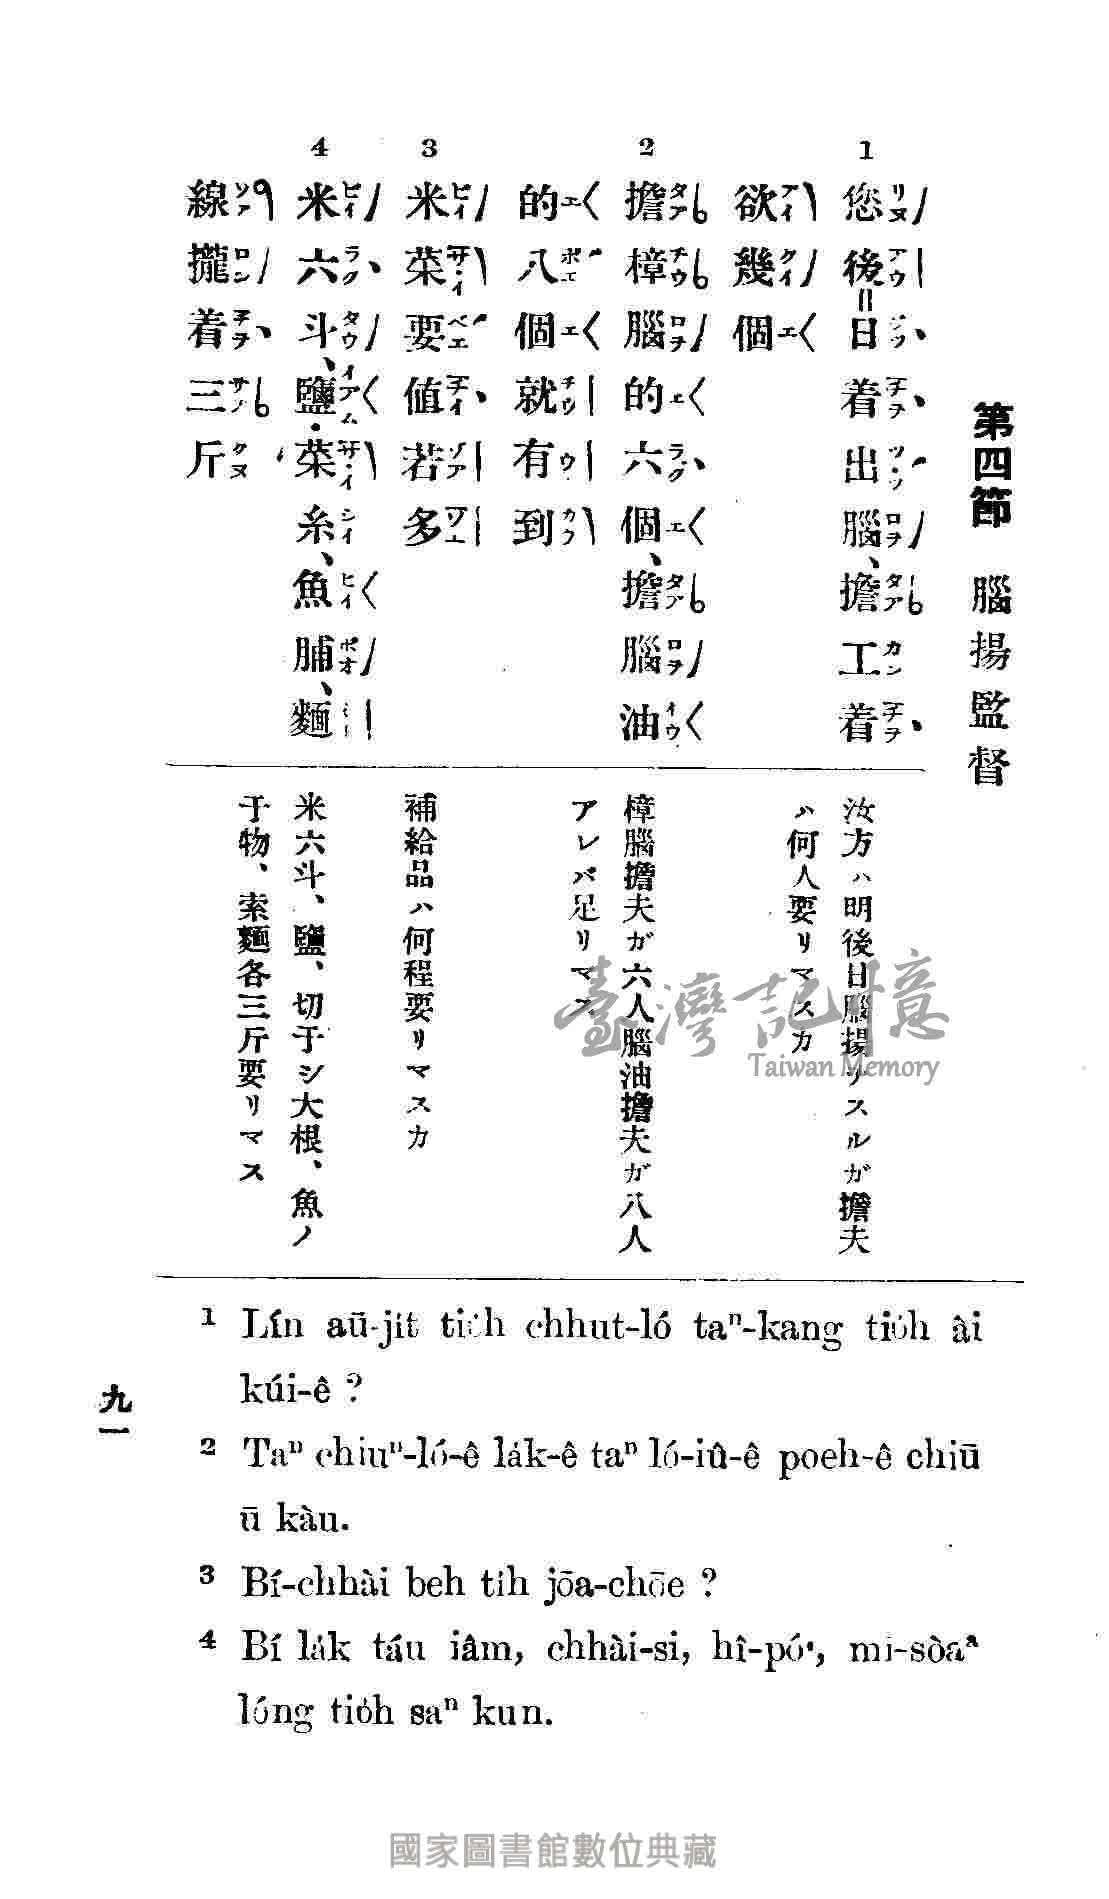 第四節 腦揚監督
1
您後=日着出腦、擔工着
欲幾個
2
擔樟腦的六個、擔腦油
的八個就有到
3
米菜要値若多
4
米六斗、鹽、菜糸、魚脯、麵
線攏着三斤
汝方ハ明後日腦揚ヲスルガ擔夫
ハ何人要リマスカ
樟腦擔夫ガ六人腦油擔夫ガ八人
アレバ足リマス
補給品ハ何程要リマスカ
米六斗、鹽、切干シ大根、魚ノ
干物、索麵各三斤要リマス
1 Lín aū-jit tio̍h chhut-ló taⁿ-kang tio̍h ài
kúi-ê ?
2 Taⁿ chiuⁿ-ló-ê la̍k-ê taⁿ ló-iû-ê poeh-ê chiū
ū kàu.
3 Bí-chhài beh ti̍h jōa-chōe ?
4 Bí la̍k táu iâm, chhài-si, hî-pó͘, mi-sòaⁿ
lóng tio̍h saⁿ kun.
九一
臺灣記憶
Taiwan Memory
國家圖書館數位典藏